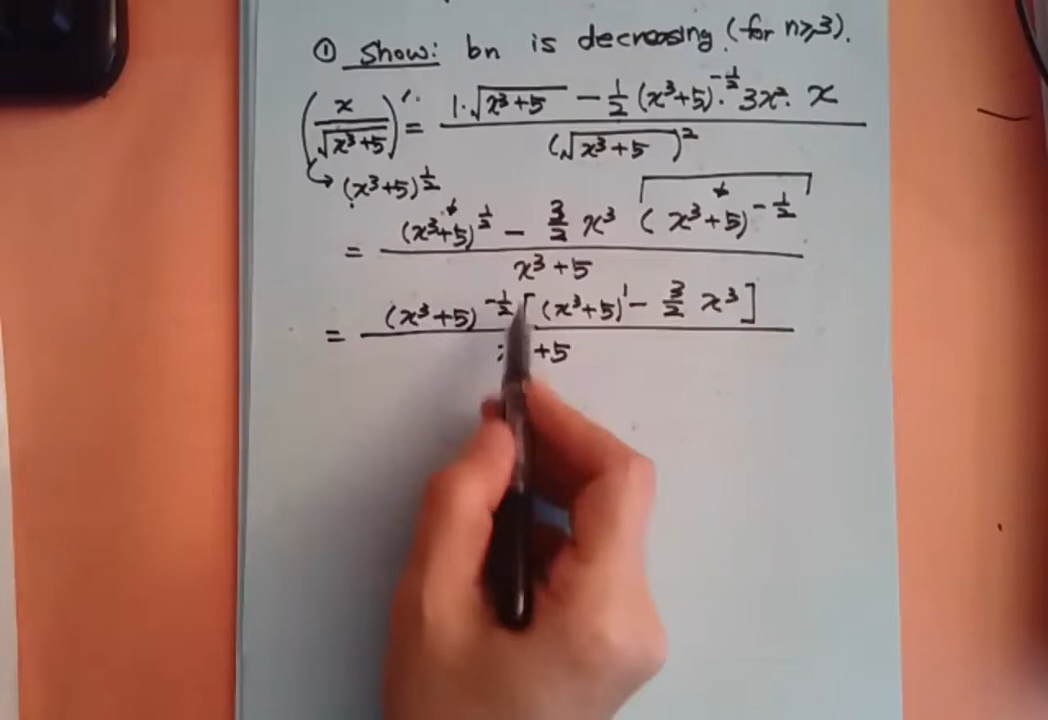 ① Show: bn is decreasing. (for n≥3).
(x/√(x³+5))′ = (1·√(x³+5) − ½(x³+5)^(-½)·3x²·x)/(√(x³+5))²
↳ (x³+5)^½
= ((x³+5)^½ − 3/2 x³ (x³+5)^(-½))/(x³+5)
= ((x³+5)^(-½)[(x³+5)^1 − 3/2 x³])/( +5)